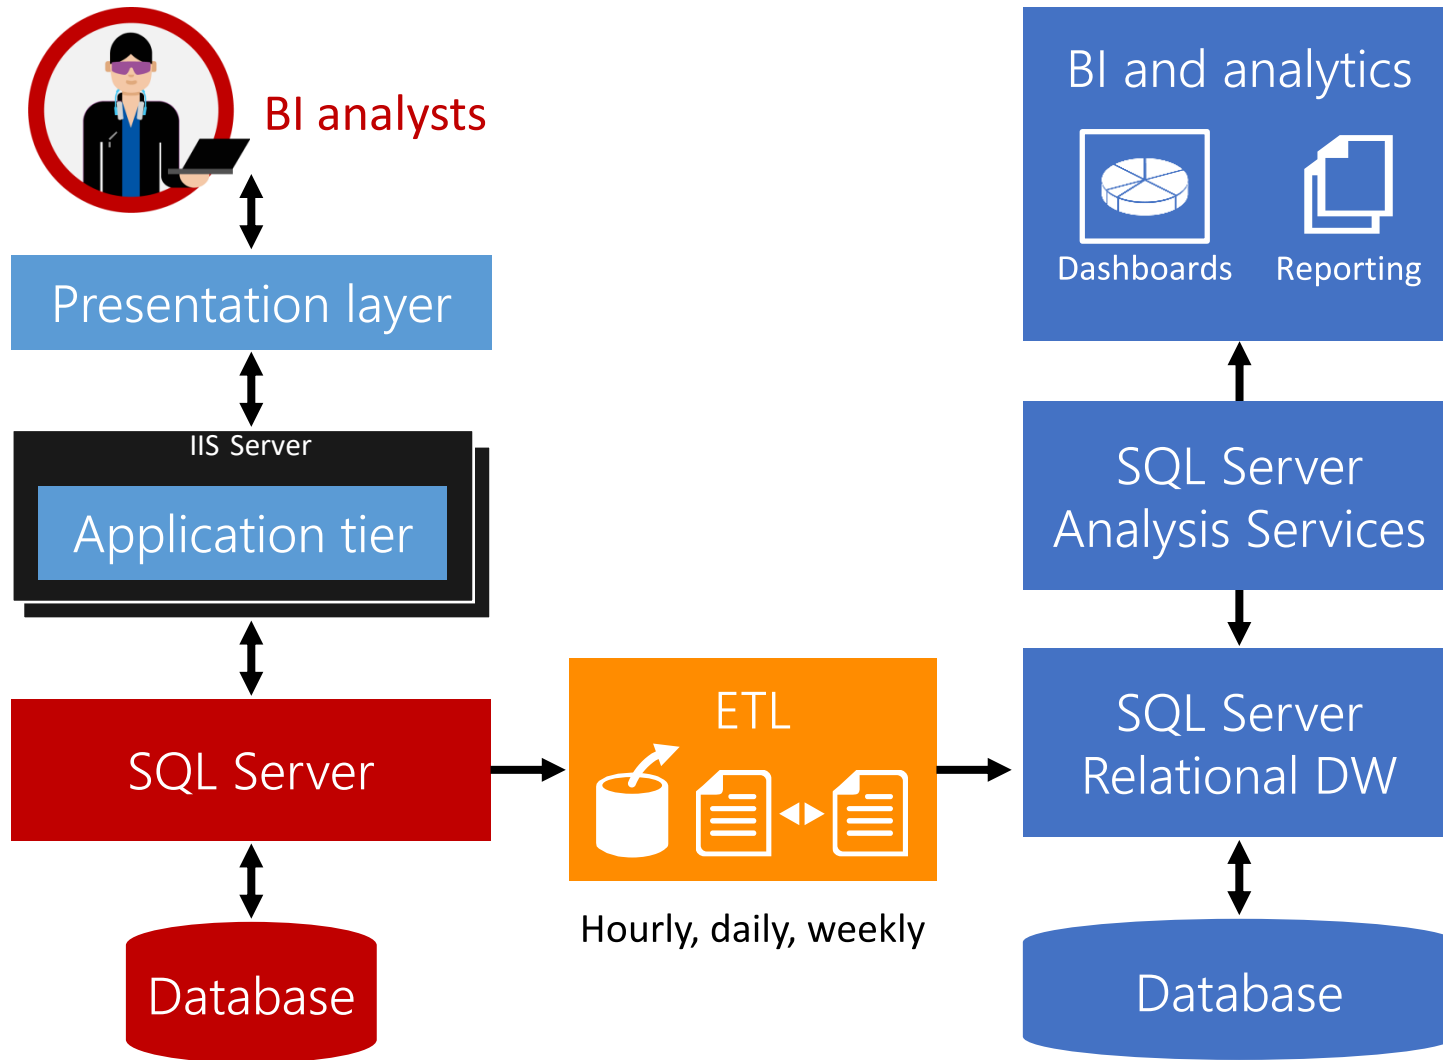 BI analysts
Presentation layer
IIS Server
Application tier
SQL Server
Database
ETL
Hourly, daily, weekly
BI and analytics
Dashboards
Reporting
SQL Server
Analysis Services
SQL Server
Relational DW
Database